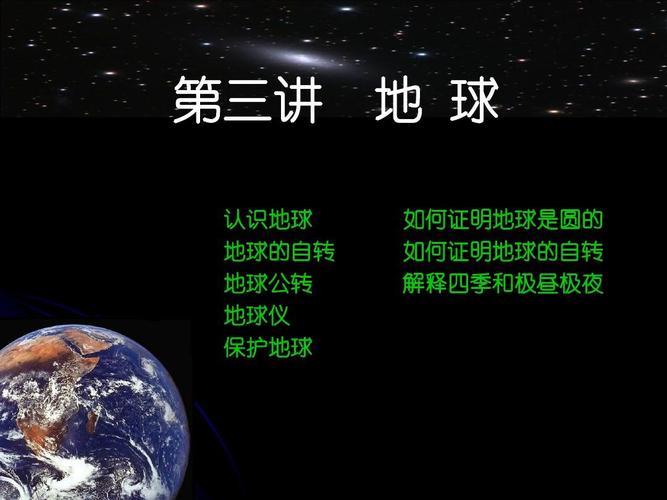 第三讲 地球
认识地球 如何证明地球是圆的
地球的自转 如何证明地球的自转
地球公转 解释四季和极昼极夜
地球仪
保护地球